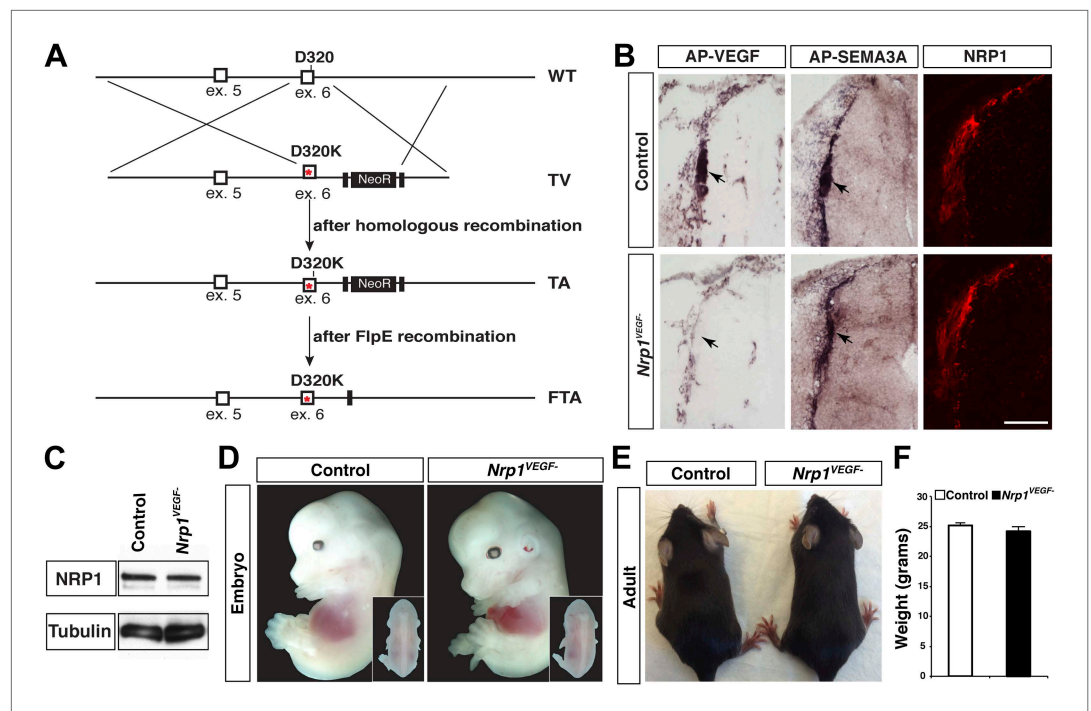 A
D320
WT
ex. 5
ex. 6
D320K
*
NeoR
TV
ex. 5
ex. 6
after homologous recombination
D320K
*
NeoR
TA
ex. 5
ex. 6
after FlpE recombination
D320K
*
FTA
ex. 5
ex. 6
B
AP-VEGF
AP-SEMA3A
NRP1
Control
Nrp1VEGF-
C
Control
Nrp1VEGF-
NRP1
Tubulin
D
Control
Nrp1VEGF-
Embryo
E
Control
Nrp1VEGF-
Adult
F
Control
Nrp1VEGF-
Weight (grams)
30
25
20
15
10
5
0